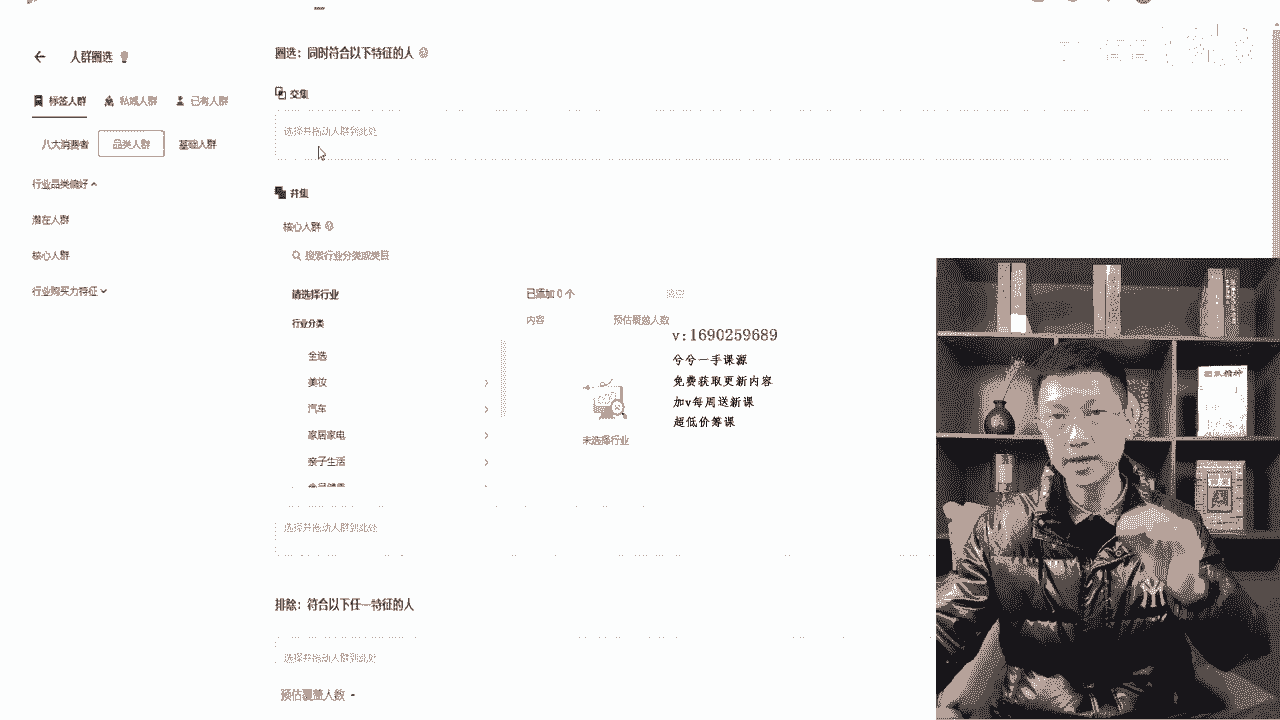 人群圈选
标签人群 私域人群 已有人群
八大消费者 品类人群 基础人群
行业品类偏好
潜在人群
核心人群
行业购买力特征
圈选：同时符合以下特征的人
交集
选择并拖动人群到此处
并集
核心人群
搜索行业分类或类目
请选择行业
行业分类
全选
美妆
汽车
家居家电
亲子生活
已添加 0 个 清空
内容 预估覆盖人数
未选择行业
v:1690259689
兮兮一手课源
免费获取更新内容
加v每周送新课
超低价筹课
选择并拖动人群到此处
排除：符合以下任一特征的人
选择并拖动人群到此处
预估覆盖人数 -